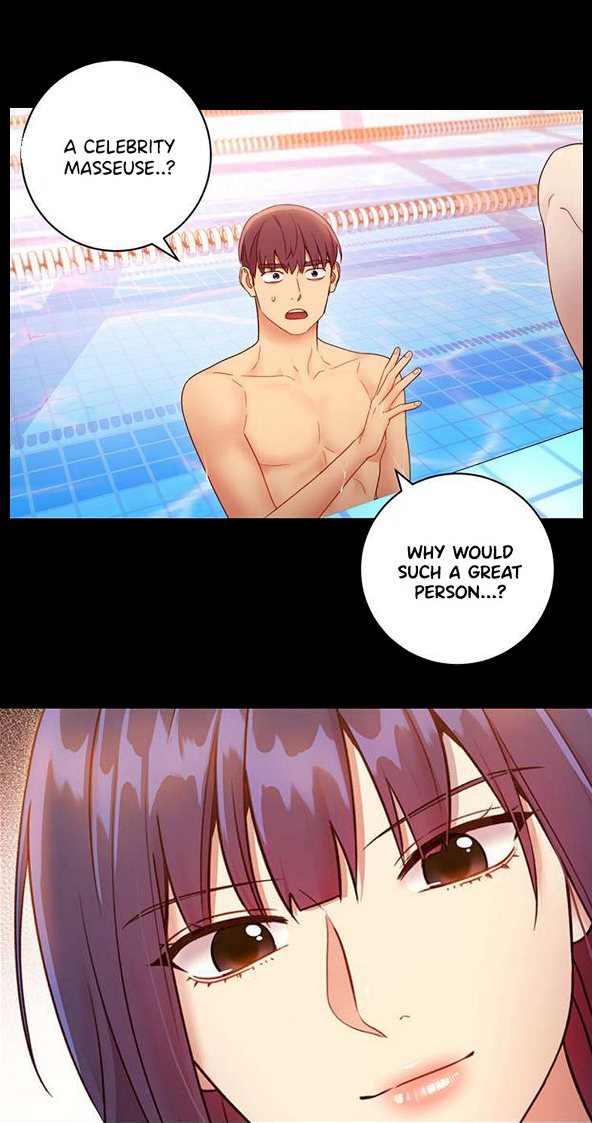 A CELEBRITY
MASSEUSE..?
WHY WOULD
SUCH A GREAT
PERSON...?